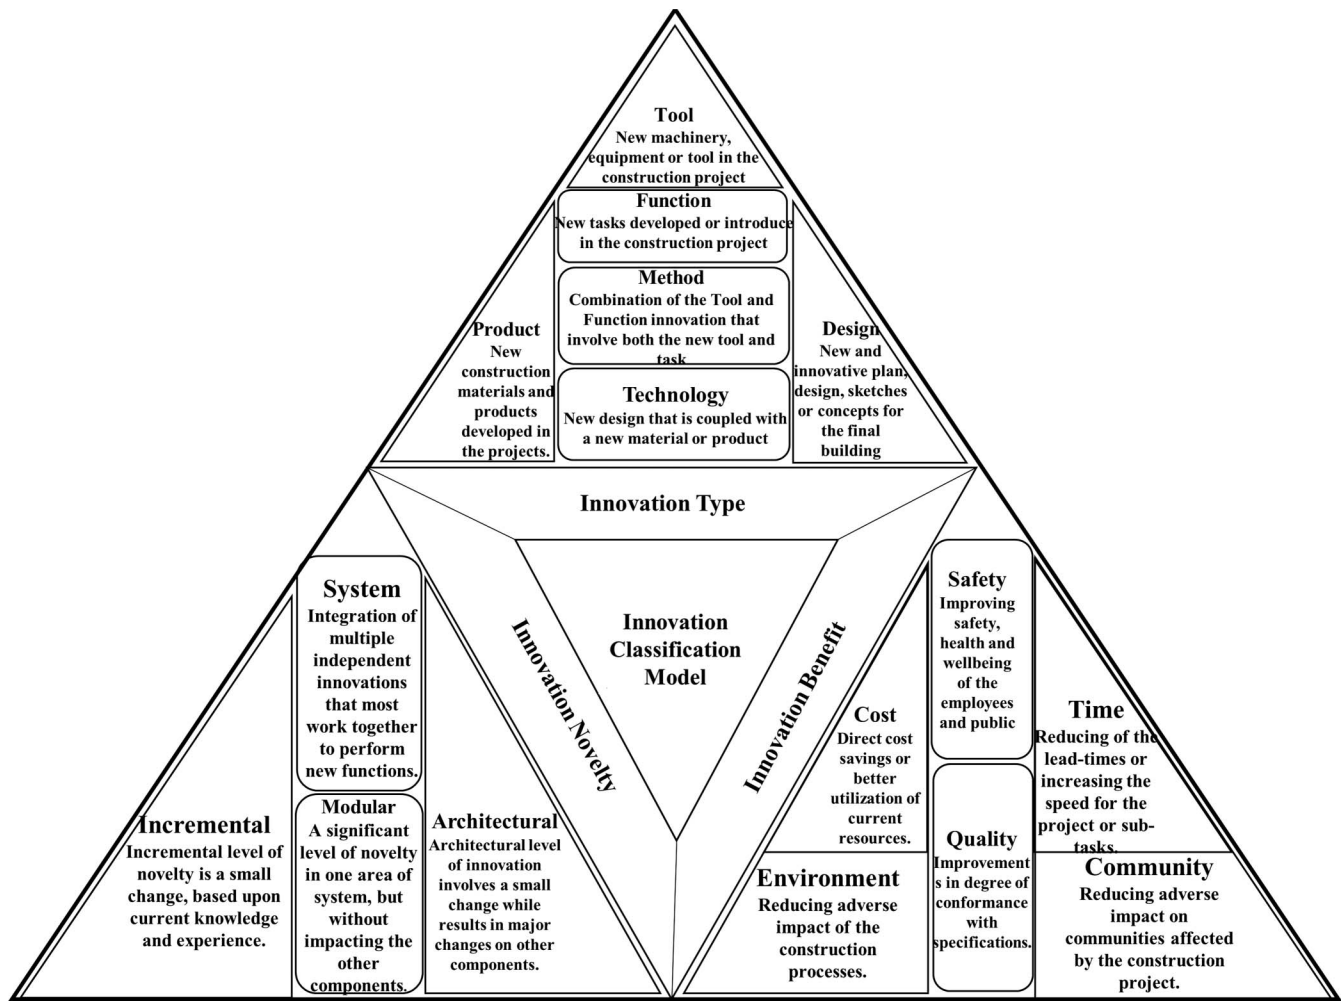 Tool
New machinery,
equipment or tool in the
construction project
Function
New tasks developed or introduce
in the construction project
Method
Combination of the Tool and
Function innovation that
involve both the new tool and
task
Product
New
construction
materials and
products
developed in
the projects.
Technology
New design that is coupled with
a new material or product
Design
New and
innovative plan,
design, sketches
or concepts for
the final
building
Innovation Type
Innovation
Classification
Model
Innovation Novelty
Innovation Benefit
System
Integration of
multiple
independent
innovations
that most
work together
to perform
new functions.
Incremental
Incremental level of
novelty is a small
change, based upon
current knowledge
and experience.
Modular
A significant
level of novelty
in one area of
system, but
without
impacting the
other
components.
Architectural
Architectural level
of innovation
involves a small
change while
results in major
changes on other
components.
Safety
Improving
safety,
health and
wellbeing
of the
employees
and public
Cost
Direct cost
savings or
better
utilization of
current
resources.
Time
Reducing of the
lead-times or
increasing the
speed for the
project or sub-
tasks.
Environment
Reducing adverse
impact of the
construction
processes.
Quality
Improvement
s in degree of
conformance
with
specifications.
Community
Reducing adverse
impact on
communities affected
by the construction
project.